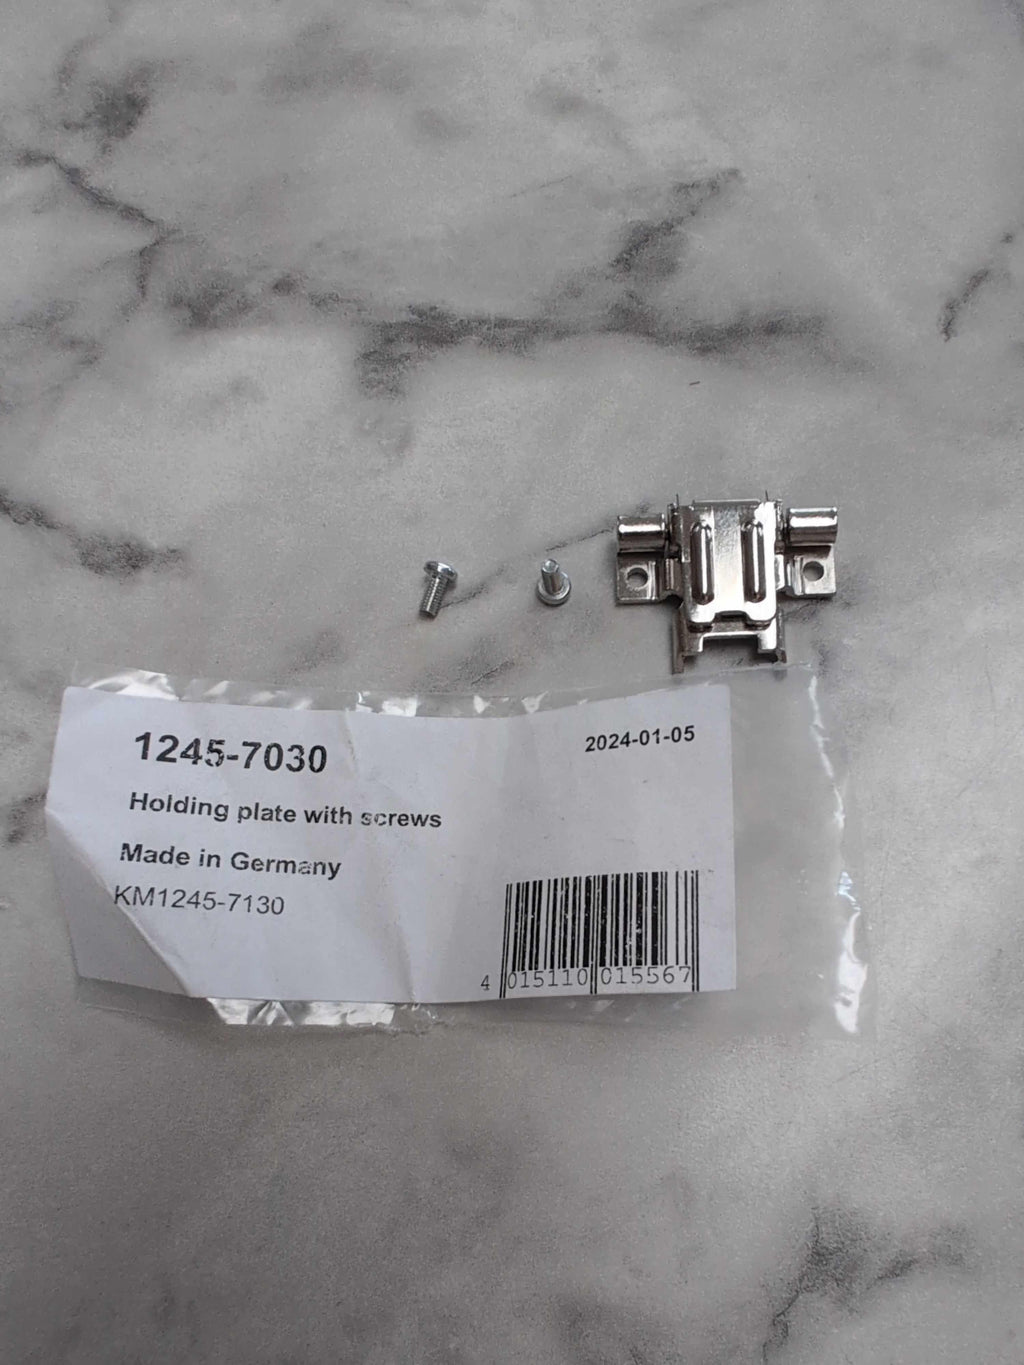 1245-7030
2024-01-05
Holding plate with screws
Made in Germany
KM1245-7130
4 015110 015567